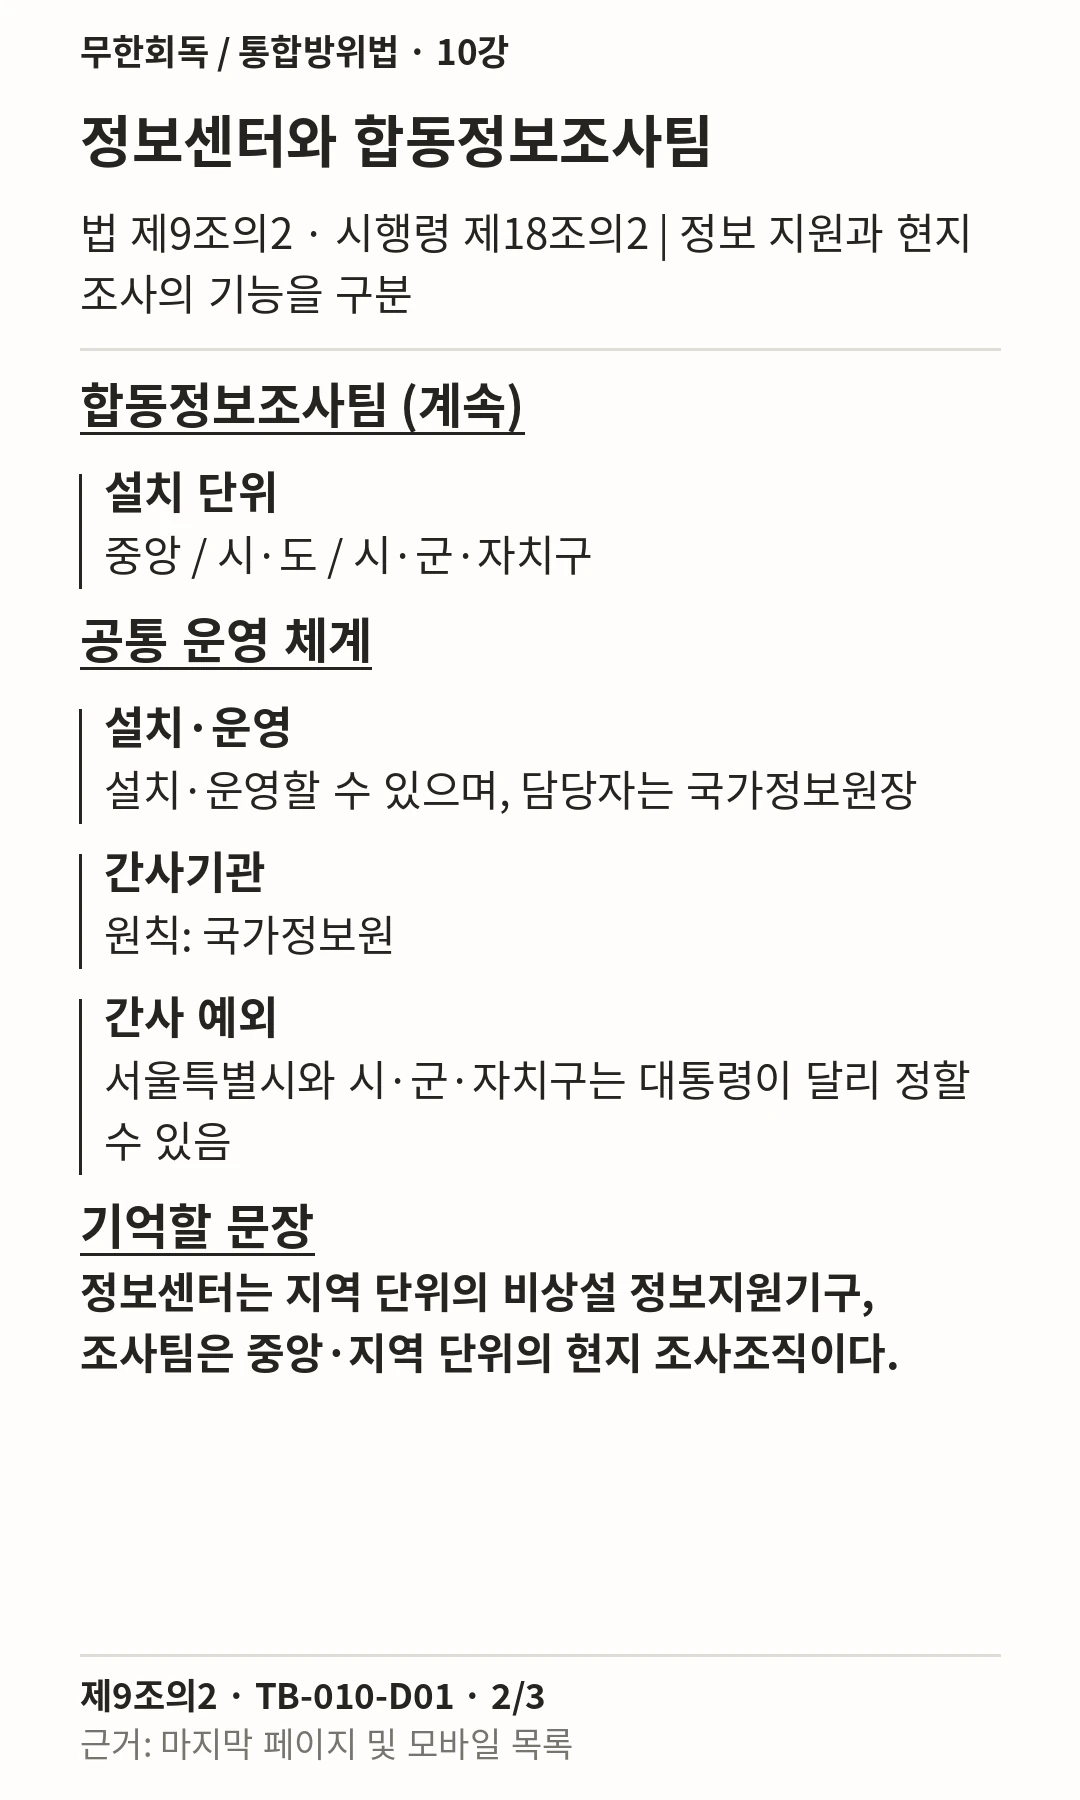 무한회독 / 통합방위법 · 10강
정보센터와 합동정보조사팀
법 제9조의2 · 시행령 제18조의2 | 정보 지원과 현지
조사의 기능을 구분
합동정보조사팀 (계속)
설치 단위
중앙 / 시·도 / 시·군·자치구
공통 운영 체계
설치·운영
설치·운영할 수 있으며, 담당자는 국가정보원장
간사기관
원칙: 국가정보원
간사 예외
서울특별시와 시·군·자치구는 대통령이 달리 정할
수 있음
기억할 문장
정보센터는 지역 단위의 비상설 정보지원기구,
조사팀은 중앙·지역 단위의 현지 조사조직이다.
제9조의2 · TB-010-D01 · 2/3
근거: 마지막 페이지 및 모바일 목록